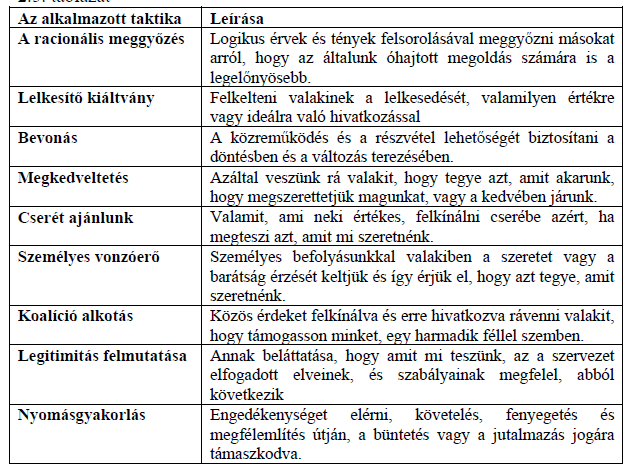 2.3. táblázat
Az alkalmazott taktika Leírása
A racionális meggyőzés Logikus érvek és tények felsorolásával meggyőzni másokat
arról, hogy az általunk óhajtott megoldás számára is a
legelőnyösebb.
Lelkesítő kiáltvány Felkelteni valakinek a lelkesedését, valamilyen értékre
vagy ideálra való hivatkozással
Bevonás A közreműködés és a részvétel lehetőségét biztosítani a
döntésben és a változás terezésében.
Megkedveltetés Azáltal veszünk rá valakit, hogy tegye azt, amit akarunk,
hogy megszerettetjük magunkat, vagy a kedvében járunk.
Cserét ajánlunk Valamit, ami neki értékes, felkínálni cserébe azért, ha
megteszi azt, amit mi szeretnénk.
Személyes vonzóerő Személyes befolyásunkkal valakiben a szeretet vagy a
barátság érzését keltjük és így érjük el, hogy azt tegye, amit
szeretnénk.
Koalíció alkotás Közös érdeket felkínálva és erre hivatkozva rávenni valakit,
hogy támogasson minket, egy harmadik féllel szemben.
Legitimitás felmutatása Annak beláttatása, hogy amit mi teszünk, az a szervezet
elfogadott elveinek, és szabályainak megfelel, abból
következik
Nyomásgyakorlás Engedékenységet elérni, követelés, fenyegetés és
megfélemlítés útján, a büntetés vagy a jutalmazás jogára
támaszkodva.